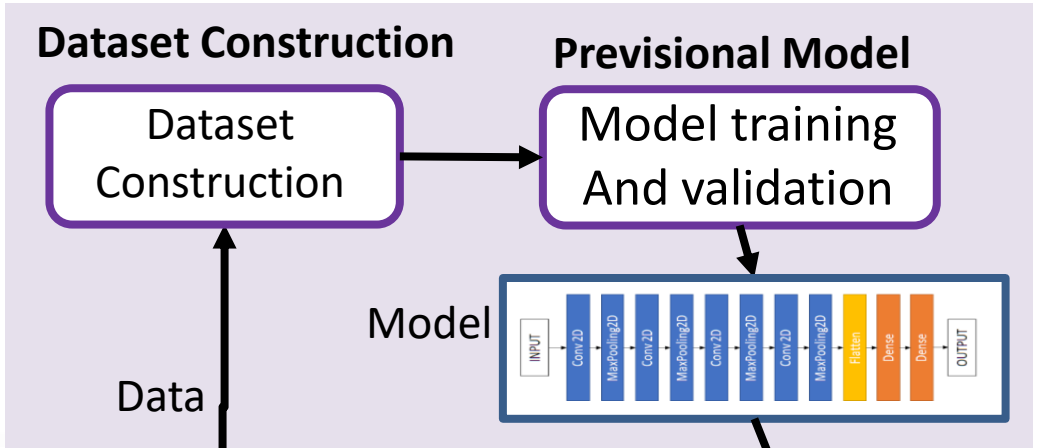 Dataset Construction
Previsional Model
Dataset
Construction
Model training
And validation
Model
INPUT
Conv 2D
MaxPooling2D
Conv 2D
MaxPooling2D
Conv 2D
MaxPooling2D
Conv 2D
MaxPooling2D
Flatten
Dense
Dense
OUTPUT
Data